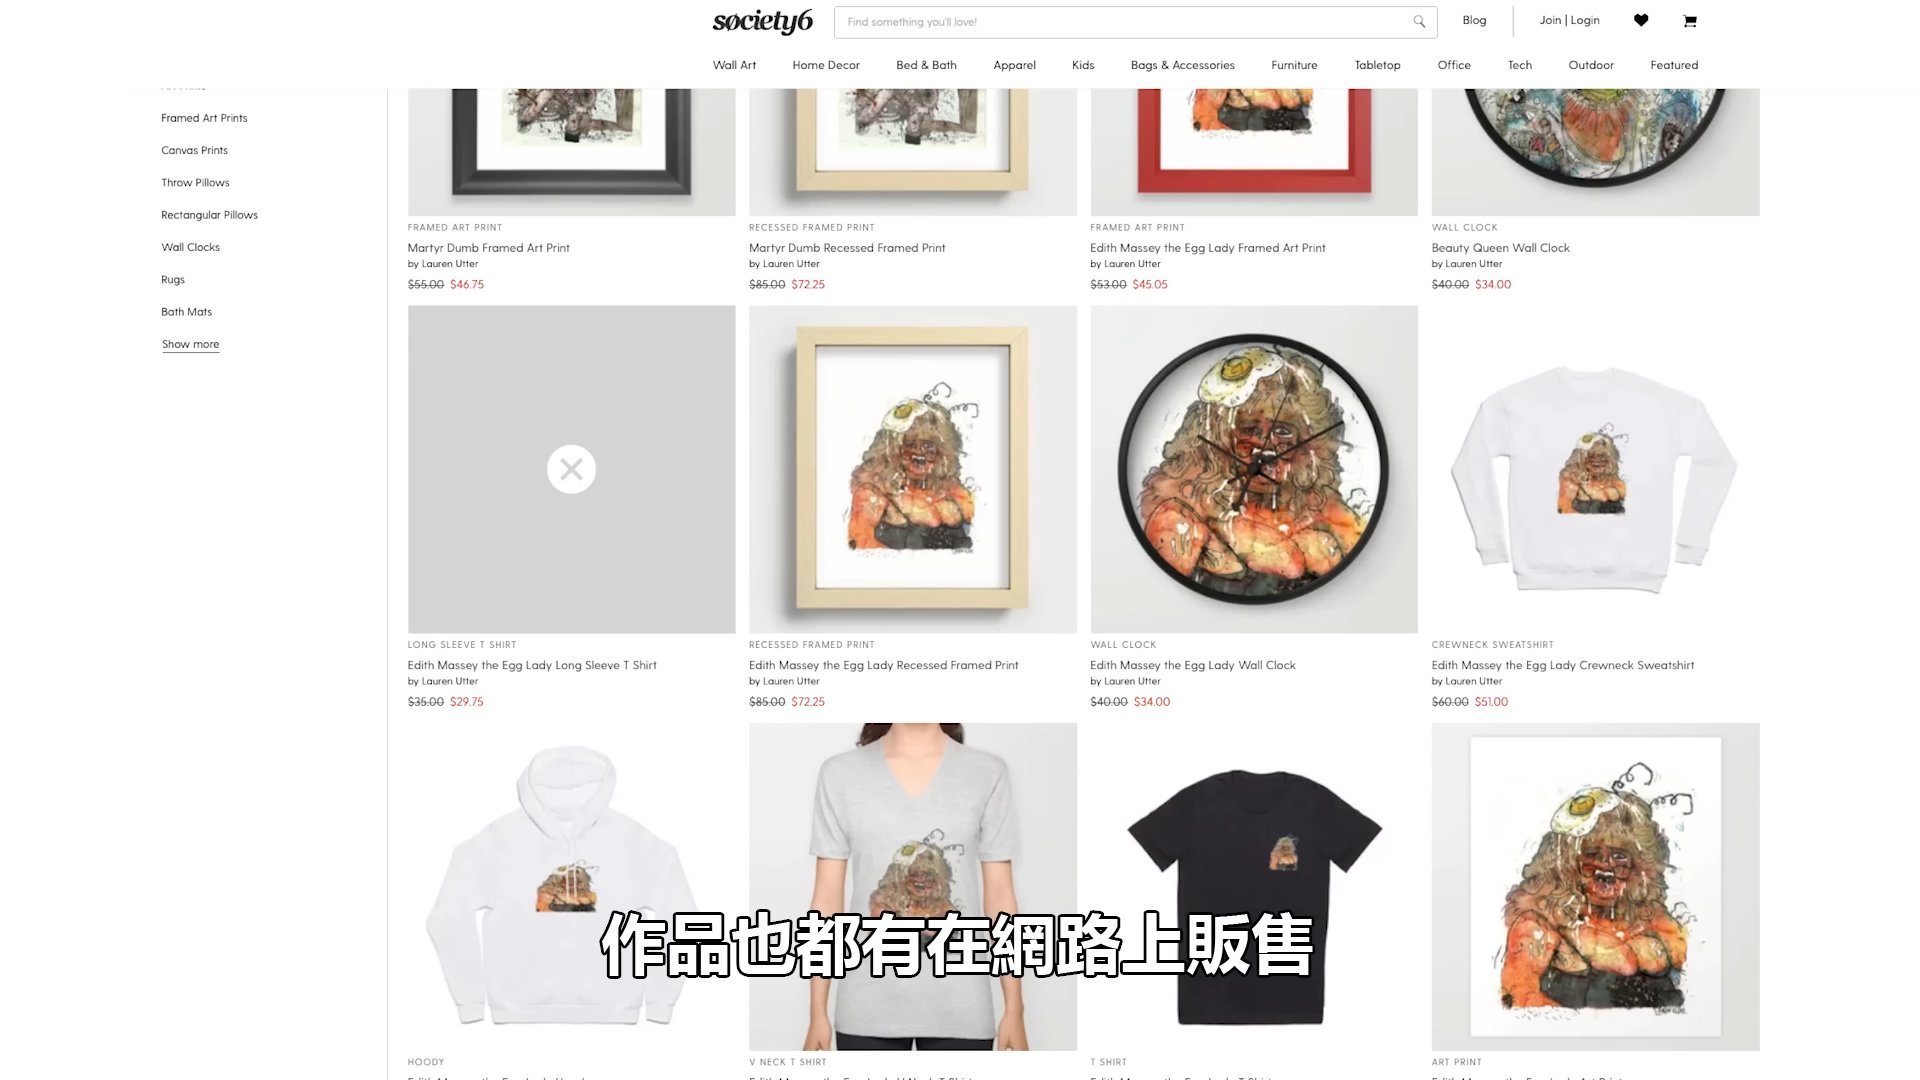 society6
Find something you'll love!
Blog
Join | Login
Wall Art
Home Decor
Bed & Bath
Apparel
Kids
Bags & Accessories
Furniture
Tabletop
Office
Tech
Outdoor
Featured
Framed Art Prints
Canvas Prints
Throw Pillows
Rectangular Pillows
Wall Clocks
Rugs
Bath Mats
Show more
FRAMED ART PRINT
Martyr Dumb Framed Art Print
by Lauren Utter
$55.00 $46.75
RECESSED FRAMED PRINT
Martyr Dumb Recessed Framed Print
by Lauren Utter
$85.00 $72.25
FRAMED ART PRINT
Edith Massey the Egg Lady Framed Art Print
by Lauren Utter
$53.00 $45.05
WALL CLOCK
Beauty Queen Wall Clock
by Lauren Utter
$40.00 $34.00
LONG SLEEVE T SHIRT
Edith Massey the Egg Lady Long Sleeve T Shirt
by Lauren Utter
$35.00 $29.75
RECESSED FRAMED PRINT
Edith Massey the Egg Lady Recessed Framed Print
by Lauren Utter
$85.00 $72.25
WALL CLOCK
Edith Massey the Egg Lady Wall Clock
by Lauren Utter
$40.00 $34.00
CREWNECK SWEATSHIRT
Edith Massey the Egg Lady Crewneck Sweatshirt
by Lauren Utter
$60.00 $51.00
作品也都有在網路上販售
HOODY
V NECK T SHIRT
T SHIRT
ART PRINT